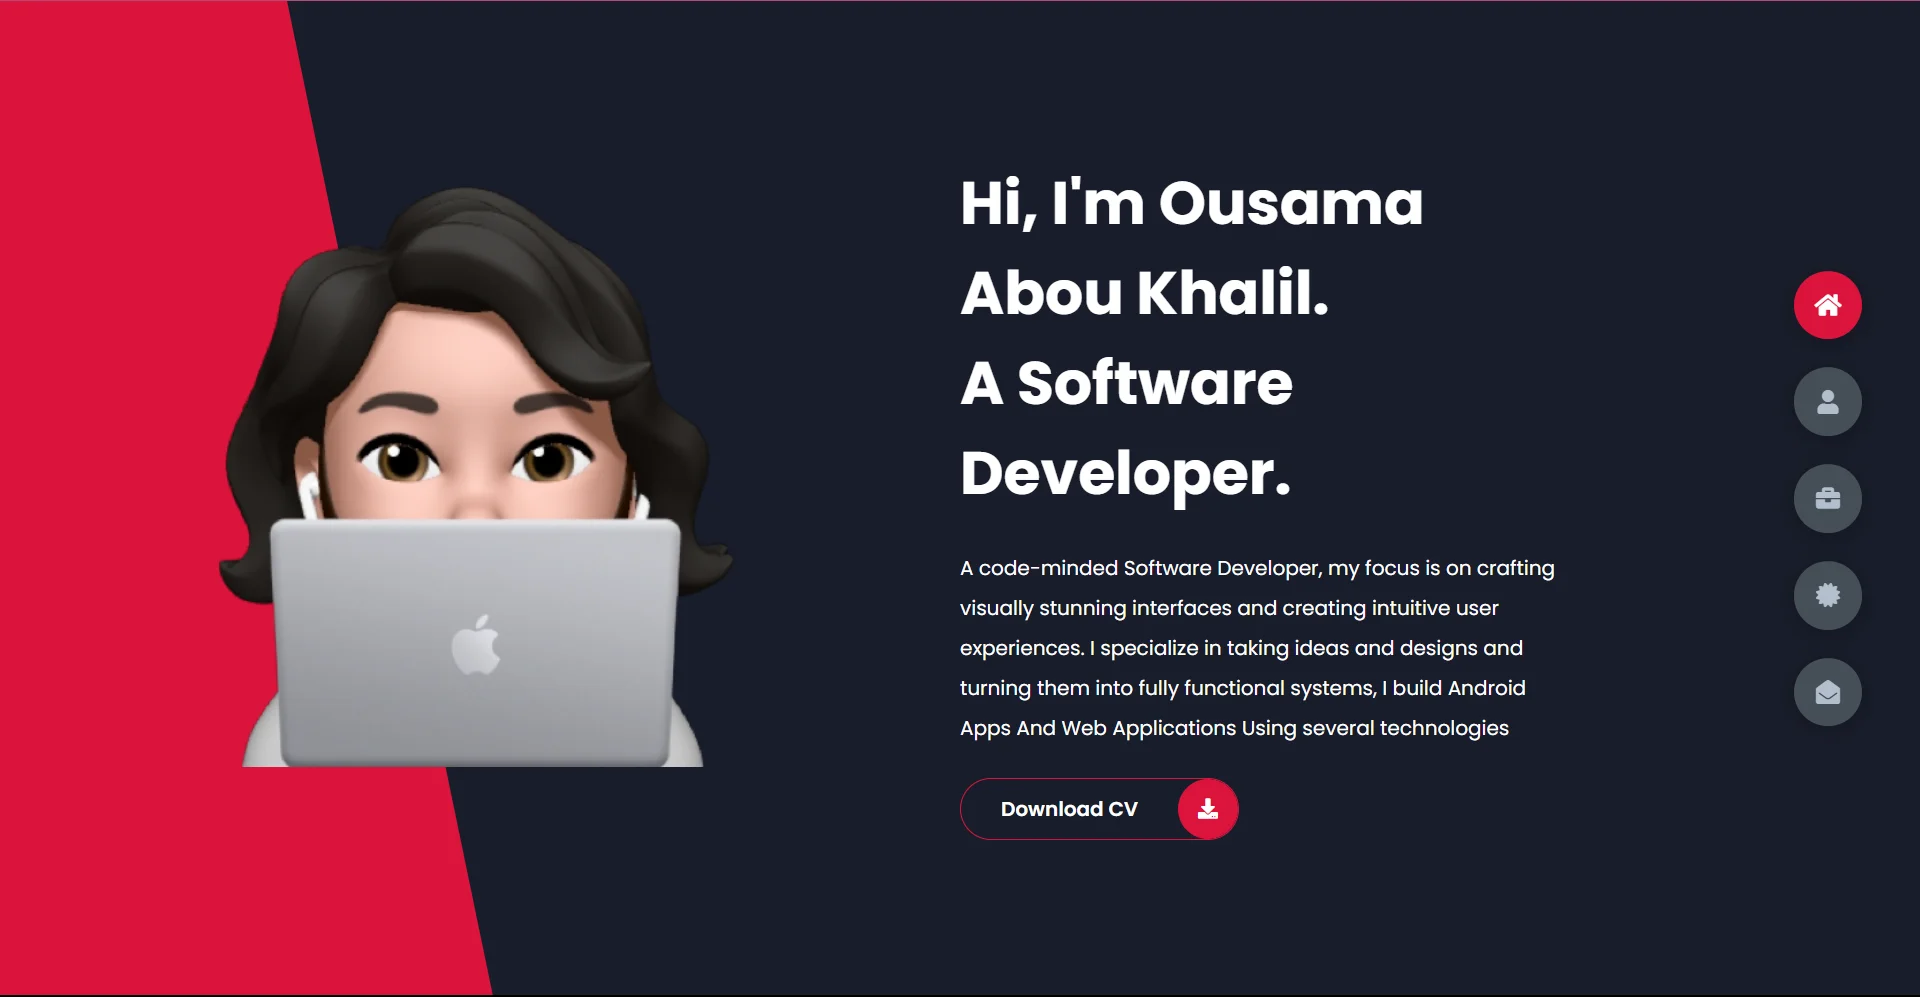 Hi, I'm Ousama
Abou Khalil.
A Software
Developer.
A code-minded Software Developer, my focus is on crafting
visually stunning interfaces and creating intuitive user
experiences. I specialize in taking ideas and designs and
turning them into fully functional systems, I build Android
Apps And Web Applications Using several technologies
Download CV